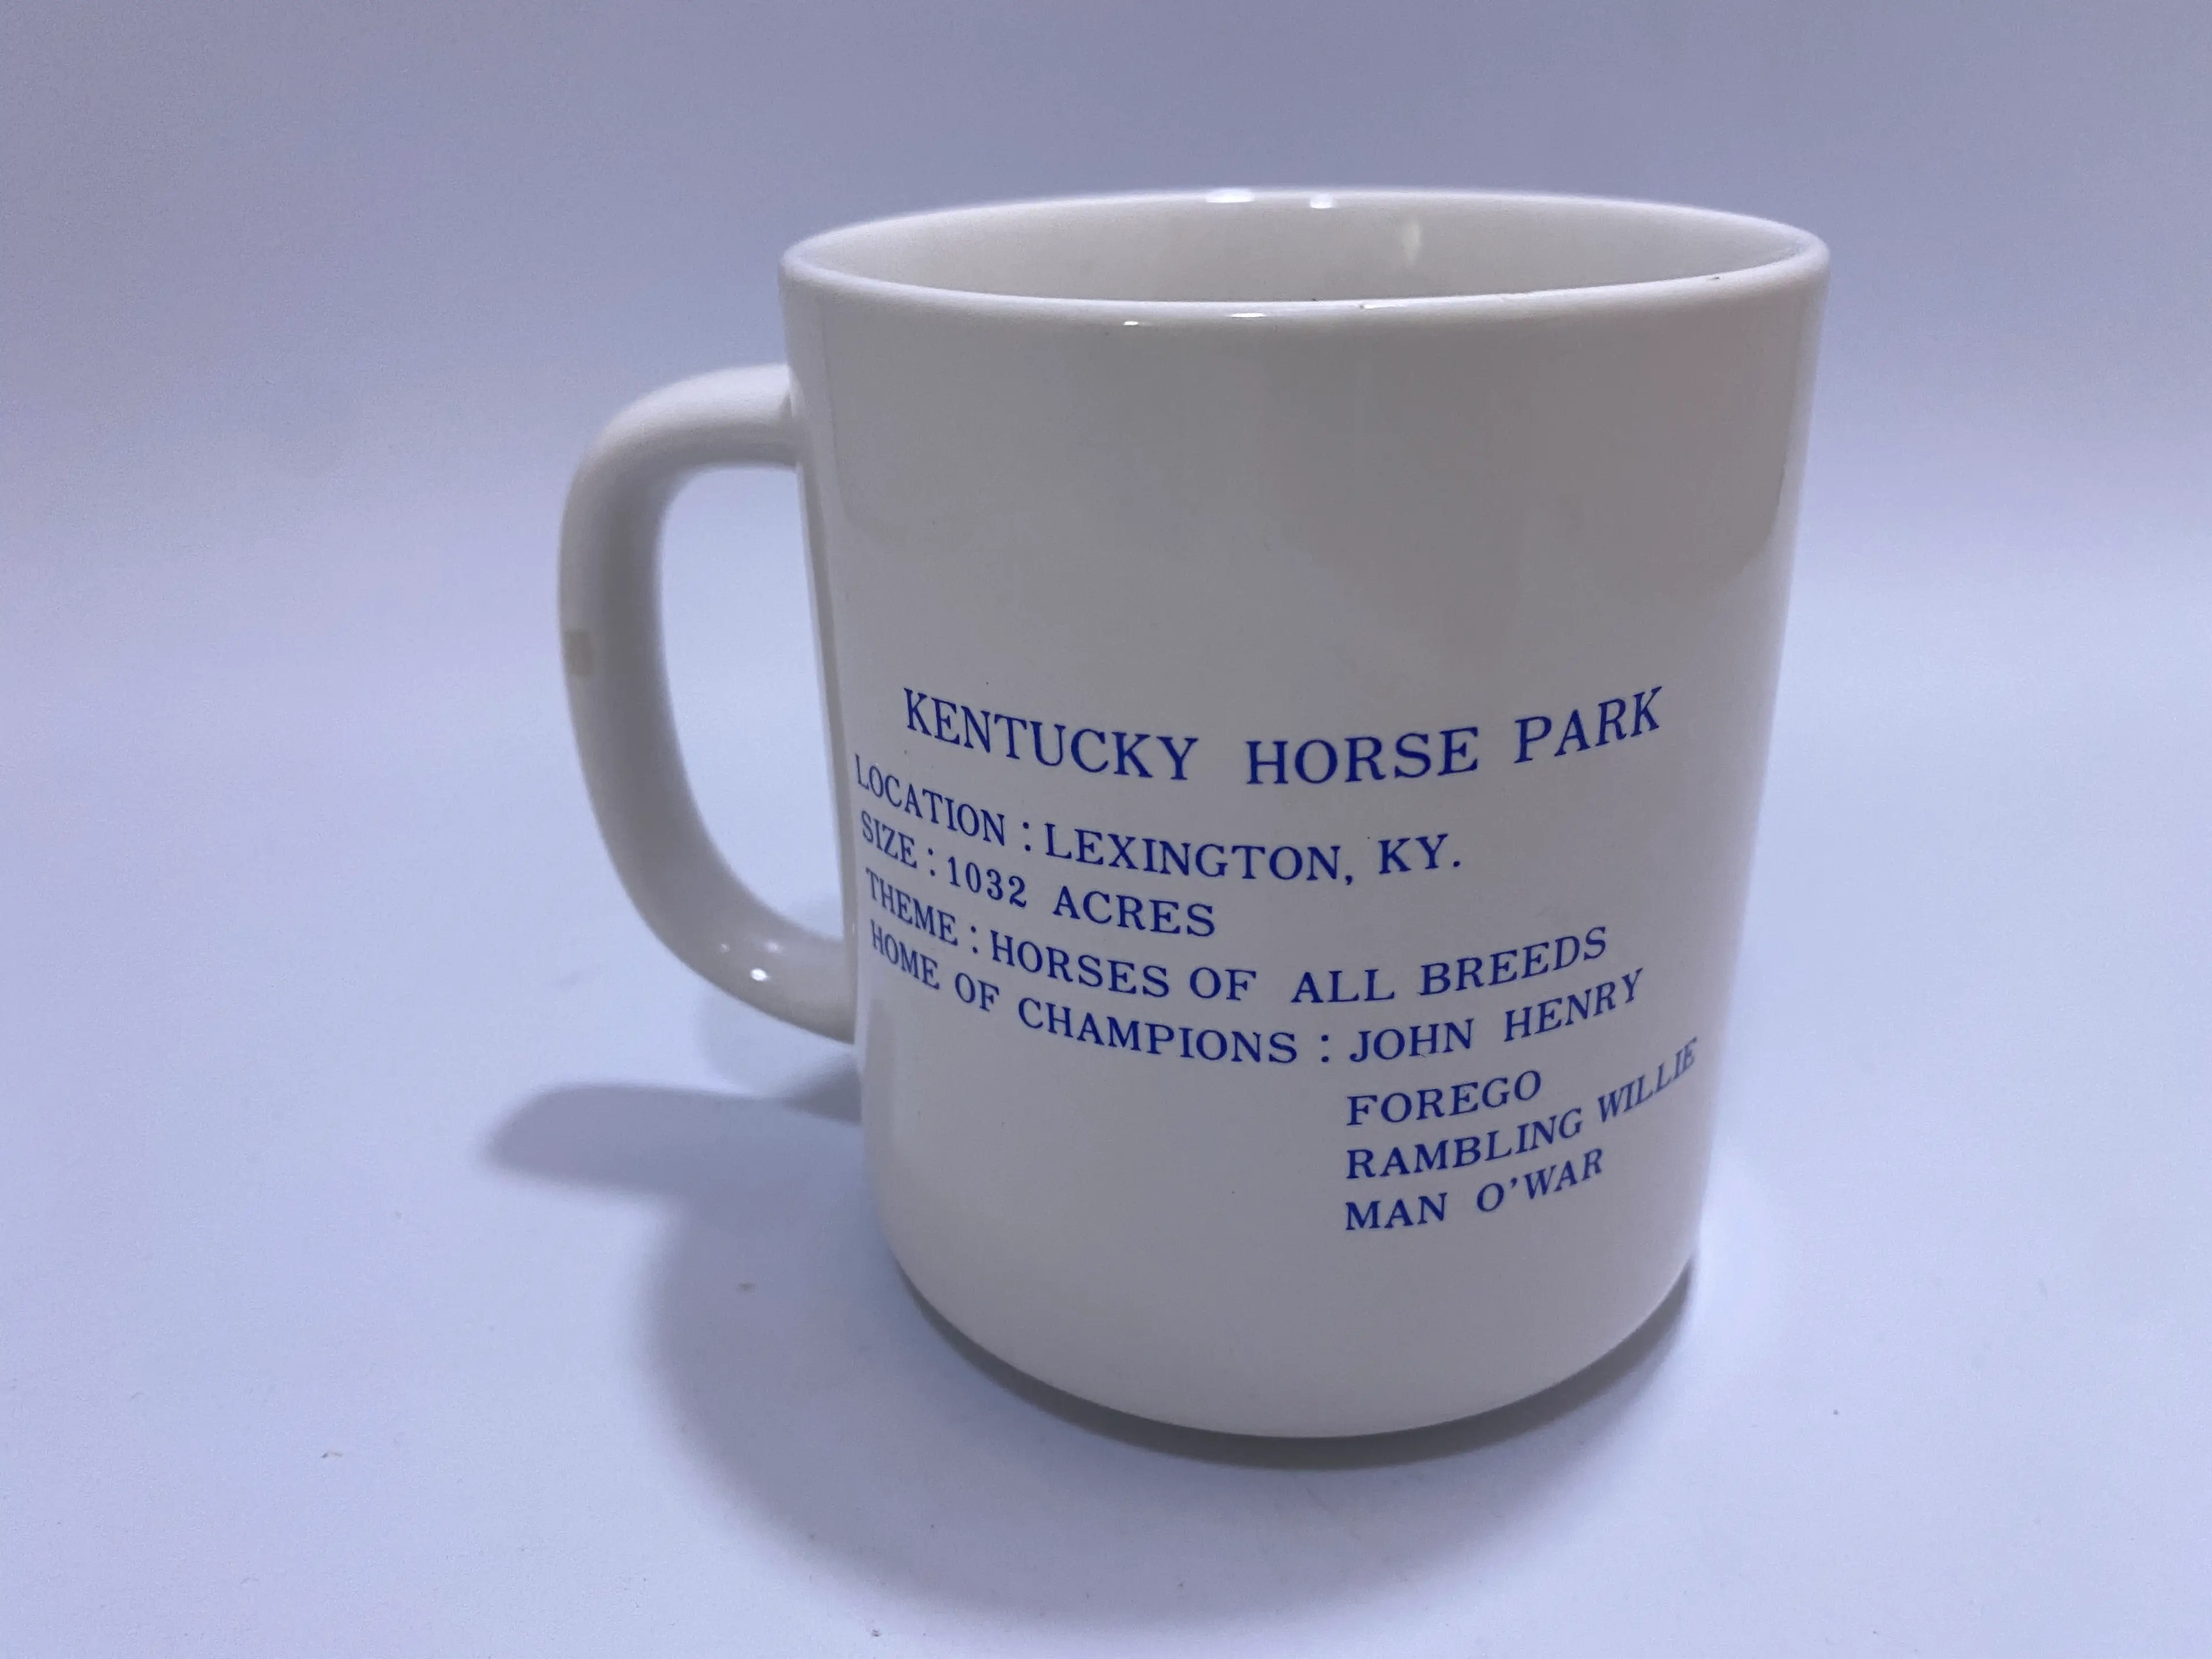 KENTUCKY HORSE PARK
LOCATION : LEXINGTON, KY.
SIZE : 1032 ACRES
THEME : HORSES OF ALL BREEDS
HOME OF CHAMPIONS : JOHN HENRY
FOREGO
RAMBLING WILLIE
MAN O'WAR